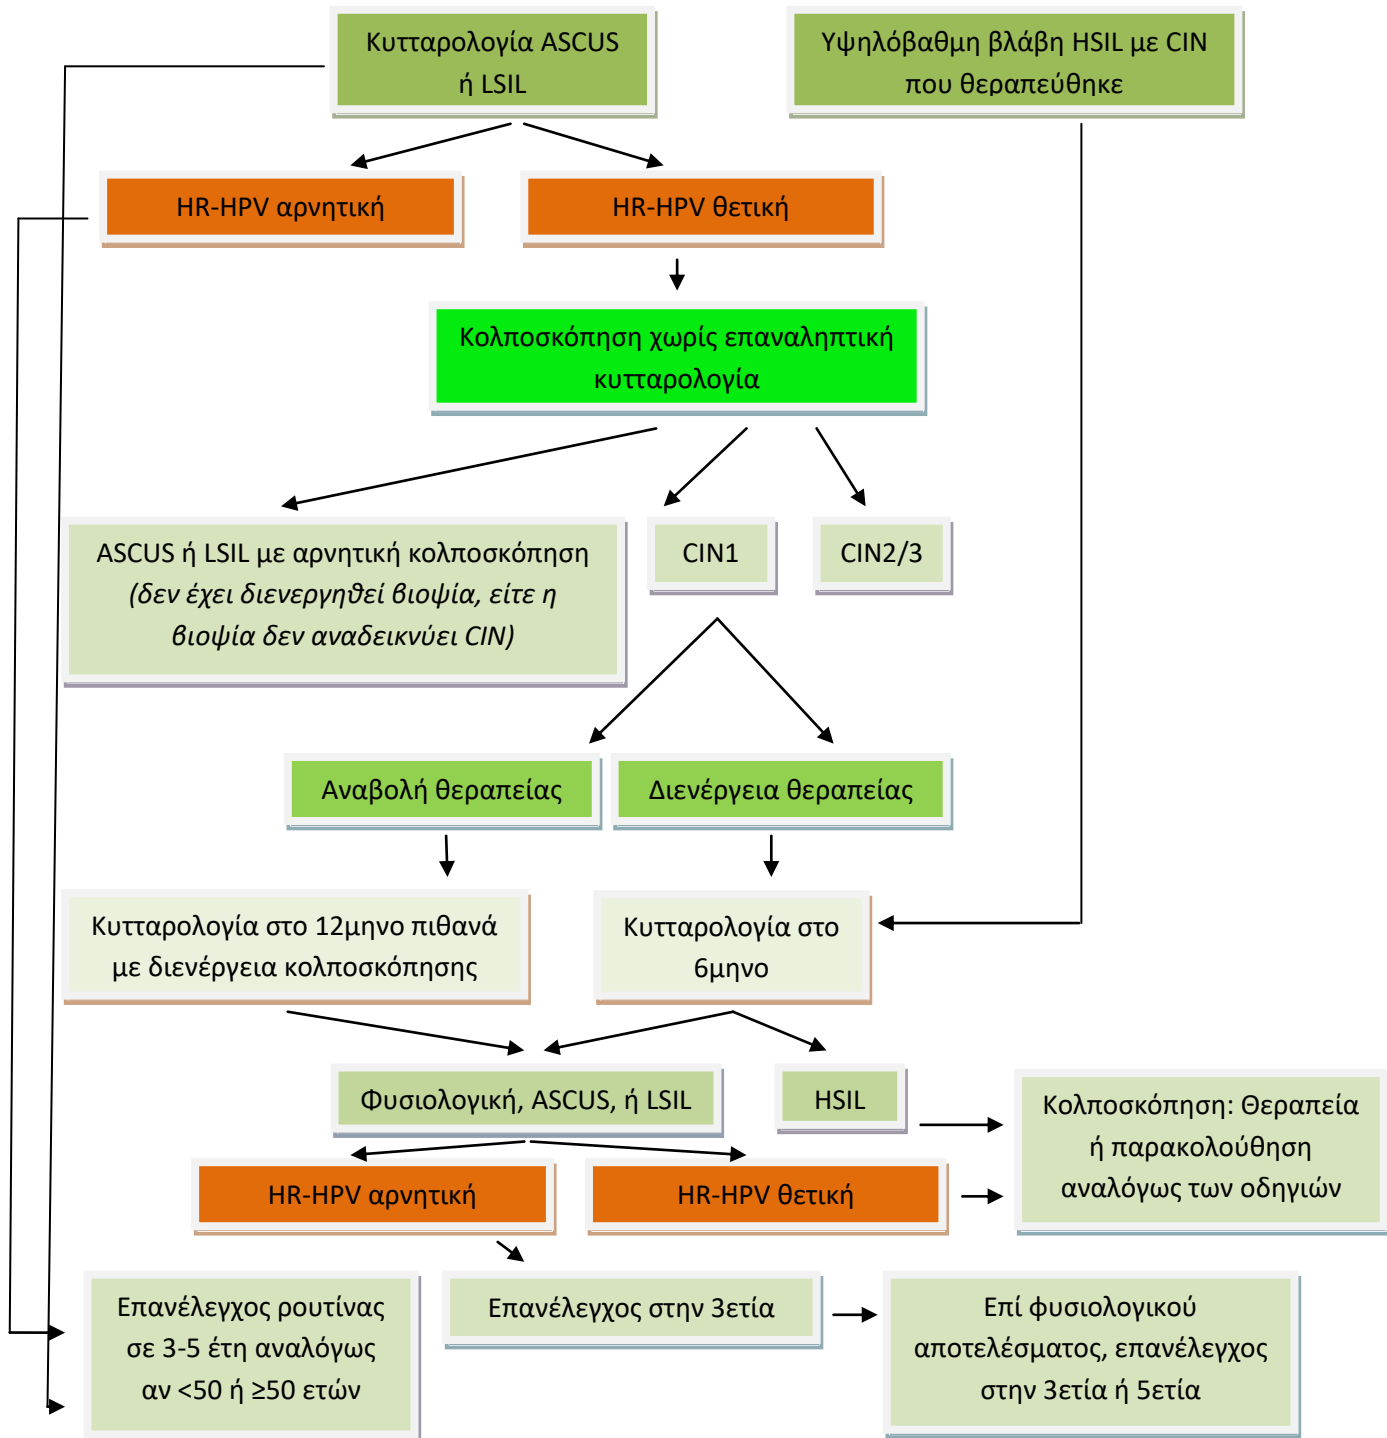 Κυτταρολογία ASCUS
ή LSIL
Υψηλόβαθμη βλάβη HSIL με CIN
που θεραπεύθηκε
HR-HPV αρνητική
HR-HPV θετική
Κολποσκόπηση χωρίς επαναληπτική
κυτταρολογία
ASCUS ή LSIL με αρνητική κολποσκόπηση
(δεν έχει διενεργηθεί βιοψία, είτε η
βιοψία δεν αναδεικνύει CIN)
CIN1
CIN2/3
Αναβολή θεραπείας
Διενέργεια θεραπείας
Κυτταρολογία στο 12μηνο πιθανά
με διενέργεια κολποσκόπησης
Κυτταρολογία στο
6μηνο
Φυσιολογική, ASCUS, ή LSIL
HSIL
Κολποσκόπηση: Θεραπεία
ή παρακολούθηση
αναλόγως των οδηγιών
HR-HPV αρνητική
HR-HPV θετική
Επανέλεγχος ρουτίνας
σε 3-5 έτη αναλόγως
αν <50 ή ≥50 ετών
Επανέλεγχος στην 3ετία
Επί φυσιολογικού
αποτελέσματος, επανέλεγχος
στην 3ετία ή 5ετία